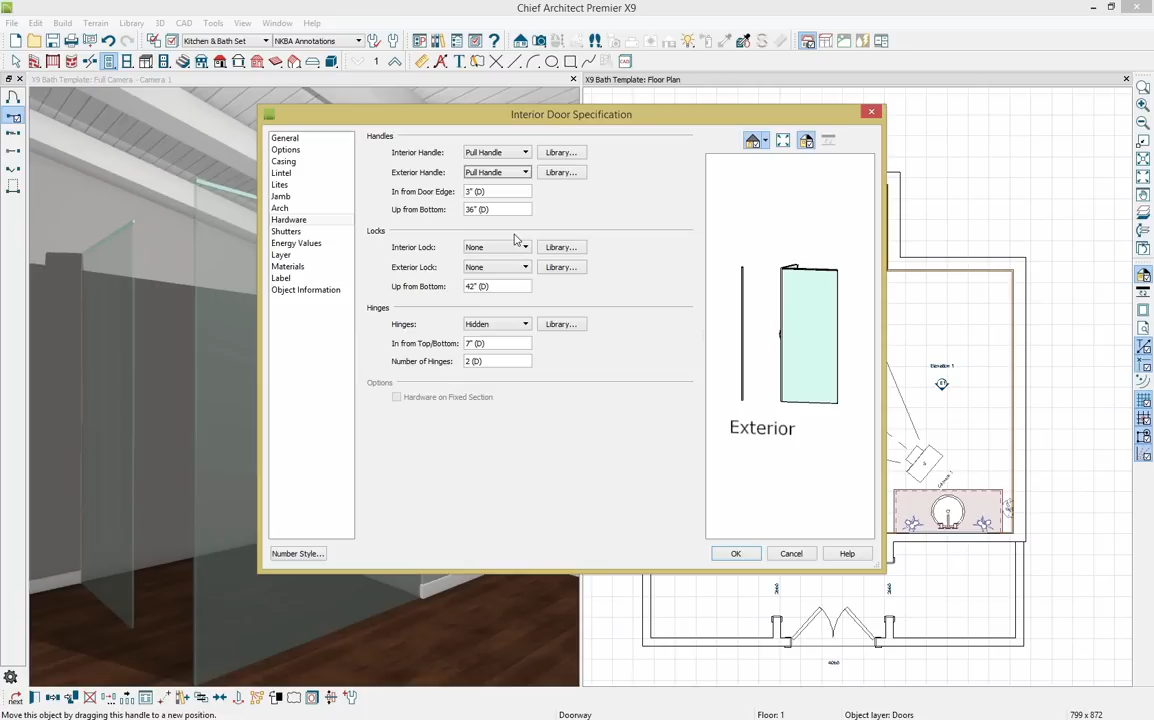 Chief Architect Premier X9
File Edit Build Terrain Library 3D CAD Tools View Window Help
Kitchen & Bath Set NKBA Annotations
1
X9 Bath Template: Full Camera - Camera 1
X9 Bath Template: Floor Plan
Interior Door Specification
General
Options
Casing
Lintel
Lites
Jamb
Arch
Hardware
Shutters
Energy Values
Layer
Materials
Label
Object Information
Handles
Interior Handle: Pull Handle Library...
Exterior Handle: Pull Handle Library...
In from Door Edge: 3" (D)
Up from Bottom: 36" (D)
Locks
Interior Lock: None Library...
Exterior Lock: None Library...
Up from Bottom: 42" (D)
Hinges
Hinges: Hidden Library...
In from Top/Bottom: 7" (D)
Number of Hinges: 2 (D)
Options
Hardware on Fixed Section
Exterior
Number Style... OK Cancel Help
Elevation 1
next
Move this object by dragging this handle to a new position.
Doorway
Floor: 1
Object layer: Doors
799 x 872